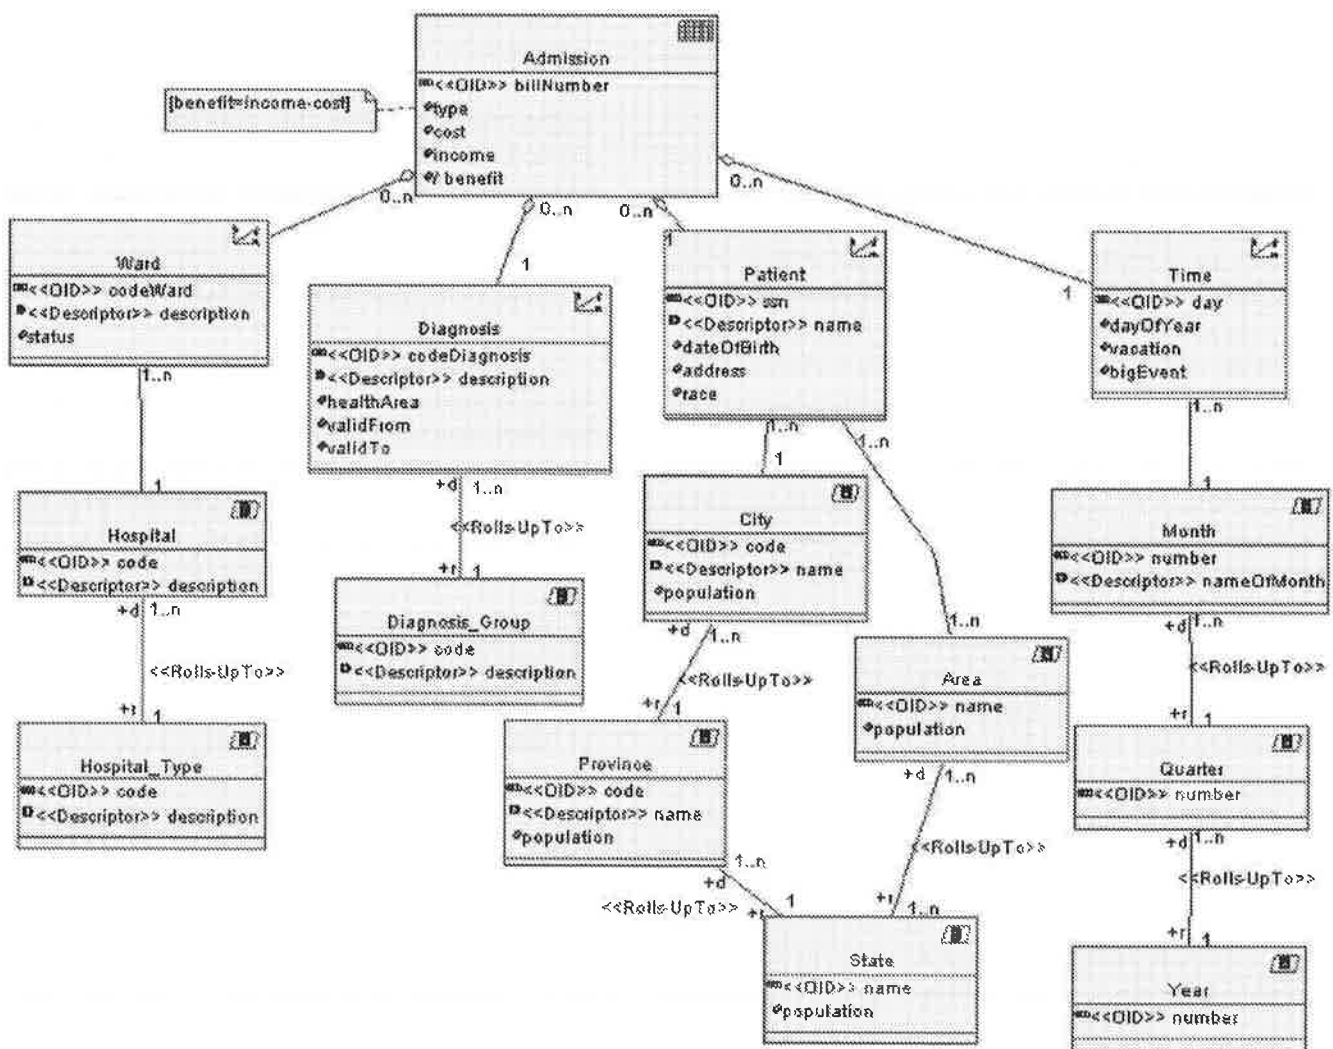 Admission
<<OID>> billNumber
type
cost
income
/ benefit
[benefit=income-cost]
0..n
0..n
0..n
0..n
1
1
1
Ward
<<OID>> codeWard
<<Descriptor>> description
status
1..n
1
Hospital
<<OID>> code
<<Descriptor>> description
+d
1..n
<<Rolls-UpTo>>
+r
1
Hospital_Type
<<OID>> code
<<Descriptor>> description
Diagnosis
<<OID>> codeDiagnosis
<<Descriptor>> description
healthArea
validFrom
validTo
+d
1..n
<<Rolls-UpTo>>
+r
1
Diagnosis_Group
<<OID>> code
<<Descriptor>> description
Patient
<<OID>> ssn
<<Descriptor>> name
dateOfBirth
address
race
1..n
1..n
1
City
<<OID>> code
<<Descriptor>> name
population
+d
1..n
<<Rolls-UpTo>>
+r
1
Province
<<OID>> code
<<Descriptor>> name
population
1..n
+d
<<Rolls-UpTo>>
+r
1
1..n
Area
<<OID>> name
population
+d
1..n
<<Rolls-UpTo>>
+r
1..n
State
<<OID>> name
population
Time
<<OID>> day
dayOfYear
vacation
bigEvent
1..n
1
Month
<<OID>> number
<<Descriptor>> nameOfMonth
+d
1..n
<<Rolls-UpTo>>
+r
1
Quarter
<<OID>> number
+d
1..n
<<Rolls-UpTo>>
+r
1
Year
<<OID>> number